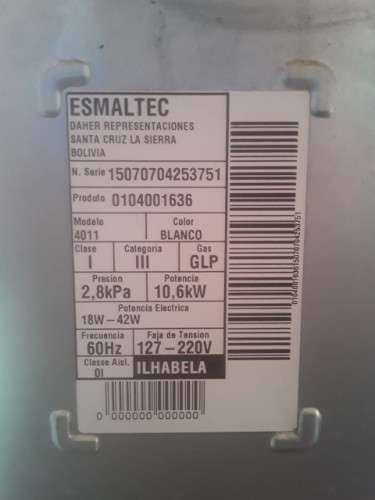 ESMALTEC
DAHER REPRESENTACIONES
SANTA CRUZ LA SIERRA
BOLIVIA
N. Serie 15070704253751
Produto 0104001636
Modelo Color
4011 BLANCO
Clase Categoria Gas
I III GLP
Presion Potencia
2,8kPa 10,6kW
Potencia Electrica
18W-42W
Frecuencia Faja de Tension
60Hz 127-220V
Classe Aisl.
01 ILHABELA
0 000000 000000
010400163615070704253751